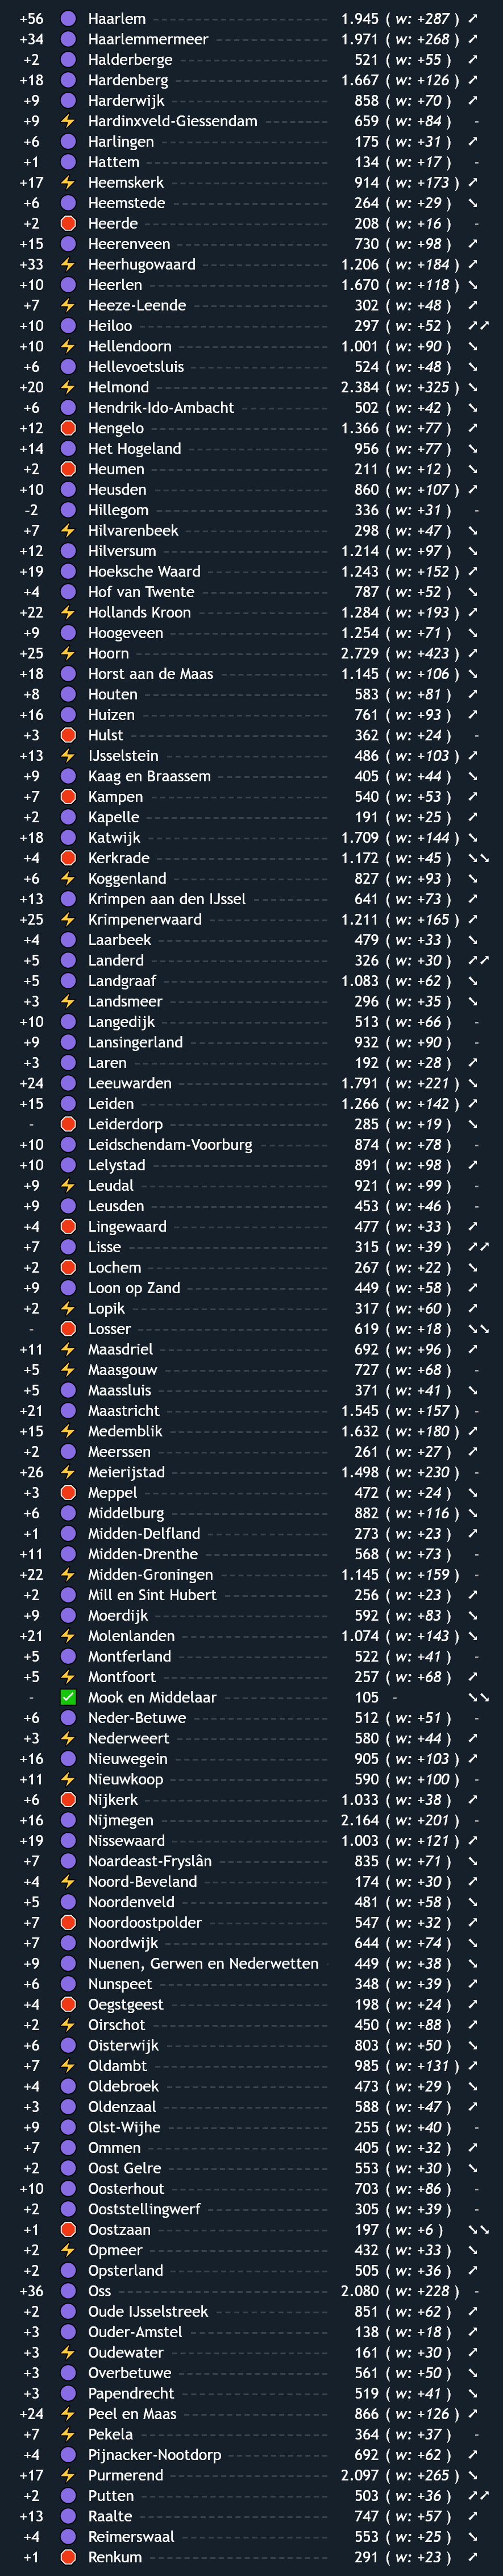 +56 Haarlem 1.945 ( w: +287 )
+34 Haarlemmermeer 1.971 ( w: +268 )
+2 Halderberge 521 ( w: +55 )
+18 Hardenberg 1.667 ( w: +126 )
+9 Harderwijk 858 ( w: +70 )
+9 Hardinxveld-Giessendam 659 ( w: +84 ) -
+6 Harlingen 175 ( w: +31 )
+1 Hattem 134 ( w: +17 ) -
+17 Heemskerk 914 ( w: +173 )
+6 Heemstede 264 ( w: +29 )
+2 Heerde 208 ( w: +16 ) -
+15 Heerenveen 730 ( w: +98 )
+33 Heerhugowaard 1.206 ( w: +184 )
+10 Heerlen 1.670 ( w: +118 )
+7 Heeze-Leende 302 ( w: +48 )
+10 Heiloo 297 ( w: +52 )
+10 Hellendoorn 1.001 ( w: +90 )
+6 Hellevoetsluis 524 ( w: +48 )
+20 Helmond 2.384 ( w: +325 )
+6 Hendrik-Ido-Ambacht 502 ( w: +42 )
+12 Hengelo 1.366 ( w: +77 )
+14 Het Hogeland 956 ( w: +77 )
+2 Heumen 211 ( w: +12 )
+10 Heusden 860 ( w: +107 )
-2 Hillegom 336 ( w: +31 ) -
+7 Hilvarenbeek 298 ( w: +47 )
+12 Hilversum 1.214 ( w: +97 )
+19 Hoeksche Waard 1.243 ( w: +152 )
+4 Hof van Twente 787 ( w: +52 )
+22 Hollands Kroon 1.284 ( w: +193 )
+9 Hoogeveen 1.254 ( w: +71 )
+25 Hoorn 2.729 ( w: +423 )
+18 Horst aan de Maas 1.145 ( w: +106 )
+8 Houten 583 ( w: +81 )
+16 Huizen 761 ( w: +93 )
+3 Hulst 362 ( w: +24 ) -
+13 IJsselstein 486 ( w: +103 )
+9 Kaag en Braassem 405 ( w: +44 )
+7 Kampen 540 ( w: +53 )
+2 Kapelle 191 ( w: +25 )
+18 Katwijk 1.709 ( w: +144 )
+4 Kerkrade 1.172 ( w: +45 )
+6 Koggenland 827 ( w: +93 )
+13 Krimpen aan den IJssel 641 ( w: +73 )
+25 Krimpenerwaard 1.211 ( w: +165 )
+4 Laarbeek 479 ( w: +33 )
+5 Landerd 326 ( w: +30 )
+5 Landgraaf 1.083 ( w: +62 )
+3 Landsmeer 296 ( w: +35 )
+10 Langedijk 513 ( w: +66 ) -
+9 Lansingerland 932 ( w: +90 ) -
+3 Laren 192 ( w: +28 )
+24 Leeuwarden 1.791 ( w: +221 )
+15 Leiden 1.266 ( w: +142 )
- Leiderdorp 285 ( w: +19 )
+10 Leidschendam-Voorburg 874 ( w: +78 ) -
+10 Lelystad 891 ( w: +98 )
+9 Leudal 921 ( w: +99 ) -
+9 Leusden 453 ( w: +46 ) -
+4 Lingewaard 477 ( w: +33 )
+7 Lisse 315 ( w: +39 )
+2 Lochem 267 ( w: +22 )
+9 Loon op Zand 449 ( w: +58 )
+2 Lopik 317 ( w: +60 )
- Losser 619 ( w: +18 )
+11 Maasdriel 692 ( w: +96 )
+5 Maasgouw 727 ( w: +68 ) -
+5 Maassluis 371 ( w: +41 )
+21 Maastricht 1.545 ( w: +157 ) -
+15 Medemblik 1.632 ( w: +180 )
+2 Meerssen 261 ( w: +27 )
+26 Meierijstad 1.498 ( w: +230 ) -
+3 Meppel 472 ( w: +24 )
+6 Middelburg 882 ( w: +116 )
+1 Midden-Delfland 273 ( w: +23 )
+11 Midden-Drenthe 568 ( w: +73 ) -
+22 Midden-Groningen 1.145 ( w: +159 ) -
+2 Mill en Sint Hubert 256 ( w: +23 )
+9 Moerdijk 592 ( w: +83 )
+21 Molenlanden 1.074 ( w: +143 )
+5 Montferland 522 ( w: +41 ) -
+5 Montfoort 257 ( w: +68 )
- Mook en Middelaar 105 -
+6 Neder-Betuwe 512 ( w: +51 ) -
+3 Nederweert 580 ( w: +44 )
+16 Nieuwegein 905 ( w: +103 )
+11 Nieuwkoop 590 ( w: +100 ) -
+6 Nijkerk 1.033 ( w: +38 )
+16 Nijmegen 2.164 ( w: +201 ) -
+19 Nissewaard 1.003 ( w: +121 )
+7 Noardeast-Fryslân 835 ( w: +71 )
+4 Noord-Beveland 174 ( w: +30 )
+5 Noordenveld 481 ( w: +58 )
+7 Noordoostpolder 547 ( w: +32 )
+7 Noordwijk 644 ( w: +74 )
+9 Nuenen, Gerwen en Nederwetten 449 ( w: +38 )
+6 Nunspeet 348 ( w: +39 )
+4 Oegstgeest 198 ( w: +24 )
+2 Oirschot 450 ( w: +88 )
+6 Oisterwijk 803 ( w: +50 )
+7 Oldambt 985 ( w: +131 )
+4 Oldebroek 473 ( w: +29 )
+3 Oldenzaal 588 ( w: +47 )
+9 Olst-Wijhe 255 ( w: +40 ) -
+7 Ommen 405 ( w: +32 )
+2 Oost Gelre 553 ( w: +30 )
+10 Oosterhout 703 ( w: +86 ) -
+2 Ooststellingwerf 305 ( w: +39 ) -
+1 Oostzaan 197 ( w: +6 )
+2 Opmeer 432 ( w: +33 )
+2 Opsterland 505 ( w: +36 )
+36 Oss 2.080 ( w: +228 ) -
+2 Oude IJsselstreek 851 ( w: +62 )
+3 Ouder-Amstel 138 ( w: +18 )
+3 Oudewater 161 ( w: +30 )
+3 Overbetuwe 561 ( w: +50 )
+3 Papendrecht 519 ( w: +41 )
+24 Peel en Maas 866 ( w: +126 )
+7 Pekela 364 ( w: +37 ) -
+4 Pijnacker-Nootdorp 692 ( w: +62 )
+17 Purmerend 2.097 ( w: +265 )
+2 Putten 503 ( w: +36 )
+13 Raalte 747 ( w: +57 )
+4 Reimerswaal 553 ( w: +25 )
+1 Renkum 291 ( w: +23 )